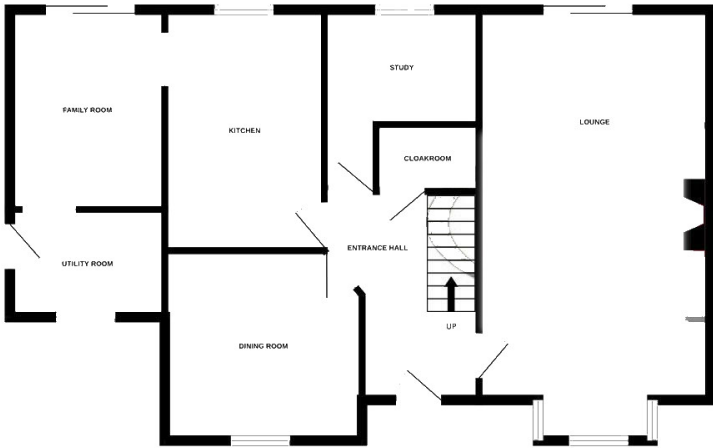 STUDY
FAMILY ROOM
LOUNGE
KITCHEN
CLOAKROOM
ENTRANCE HALL
UTILITY ROOM
UP
DINING ROOM